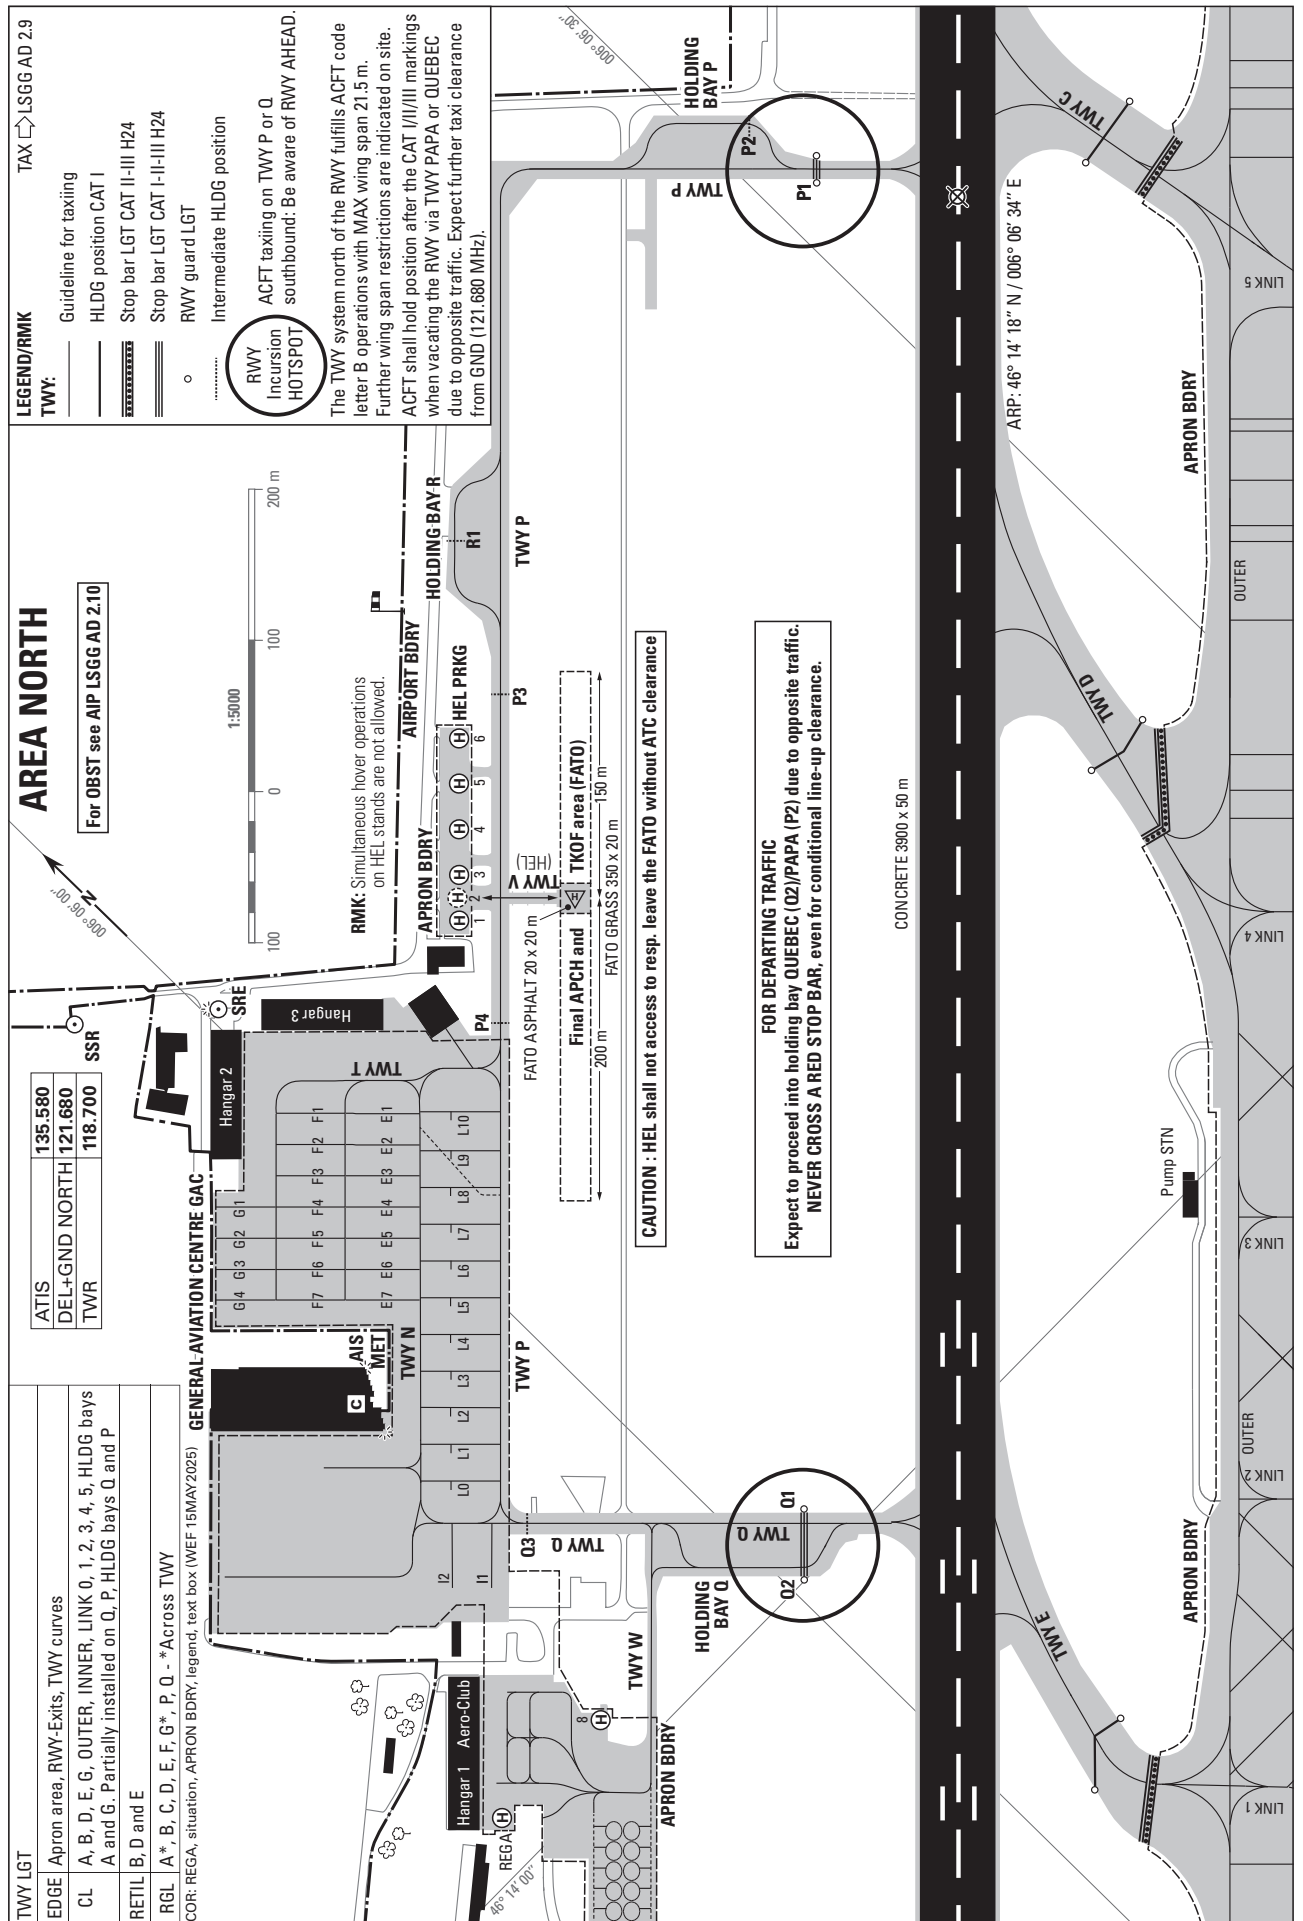 TWY LGT
EDGE Apron area, RWY-Exits, TWY curves
CL A, B, D, E, G, OUTER, INNER, LINK 0, 1, 2, 3, 4, 5, HLDG bays
A and G. Partially installed on Q, P, HLDG bays Q and P
RETIL B, D and E
RGL A*, B, C, D, E, F, G*, P, Q - *Across TWY
COR: REGA, situation, APRON BDRY, legend, text box (WEF 15MAY2025)
ATIS 135.580
DEL+GND NORTH 121.680
TWR 118.700
AREA NORTH
For OBST see AIP LSGG AD 2.10
1:5000
100 0 100 200 m
TAX ⇨ LSGG AD 2.9
LEGEND/RMK
TWY:
Guideline for taxiing
HLDG position CAT I
Stop bar LGT CAT II-III H24
Stop bar LGT CAT I-II-III H24
RWY guard LGT
Intermediate HLDG position
RWY
Incursion
HOTSPOT
ACFT taxiing on TWY P or Q
southbound: Be aware of RWY AHEAD.
The TWY system north of the RWY fulfills ACFT code
letter B operations with MAX wing span 21.5 m.
Further wing span restrictions are indicated on site.
ACFT shall hold position after the CAT I/II/III markings
when vacating the RWY via TWY PAPA or QUEBEC
due to opposite traffic. Expect further taxi clearance
from GND (121.680 MHz).
006° 06' 00"
N
006° 06' 30"
SSR
SRE
GENERAL AVIATION CENTRE GAC
Hangar 2
Hangar 3
RMK: Simultaneous hover operations
on HEL stands are not allowed.
AIRPORT BDRY
APRON BDRY
HOLDING BAY R
HEL PRKG
H H H H H H
1 2 3 4 5 6
R1
G4 G3 G2 G1
F7 F6 F5 F4 F3 F2 F1
E7 E6 E5 E4 E3 E2 E1
TWY T
AIS
MET
C
TWY N
L0 L1 L2 L3 L4 L5 L6 L7 L8 L9 L10
P4
P3
TWY V
(HEL)
TWY P
TWY P
TWY P
HOLDING
BAY P
P2
P1
FATO ASPHALT 20 x 20 m
Final APCH and
H
TKOF area (FATO)
200 m
150 m
FATO GRASS 350 x 20 m
CAUTION : HEL shall not access to resp. leave the FATO without ATC clearance
FOR DEPARTING TRAFFIC
Expect to proceed into holding bay QUEBEC (Q2)/PAPA (P2) due to opposite traffic.
NEVER CROSS A RED STOP BAR, even for conditional line-up clearance.
I2
I1
Q3
TWY Q
TWY Q
Q1
Q2
HOLDING
BAY Q
TWY W
Hangar 1 Aero-Club
REGA
H
8
H
46° 14' 00"
APRON BDRY
CONCRETE 3900 x 50 m
ARP: 46° 14' 18" N / 006° 06' 34" E
TWY E
TWY D
TWY C
Pump STN
APRON BDRY
APRON BDRY
OUTER
OUTER
LINK 1
LINK 2
LINK 3
LINK 4
LINK 5